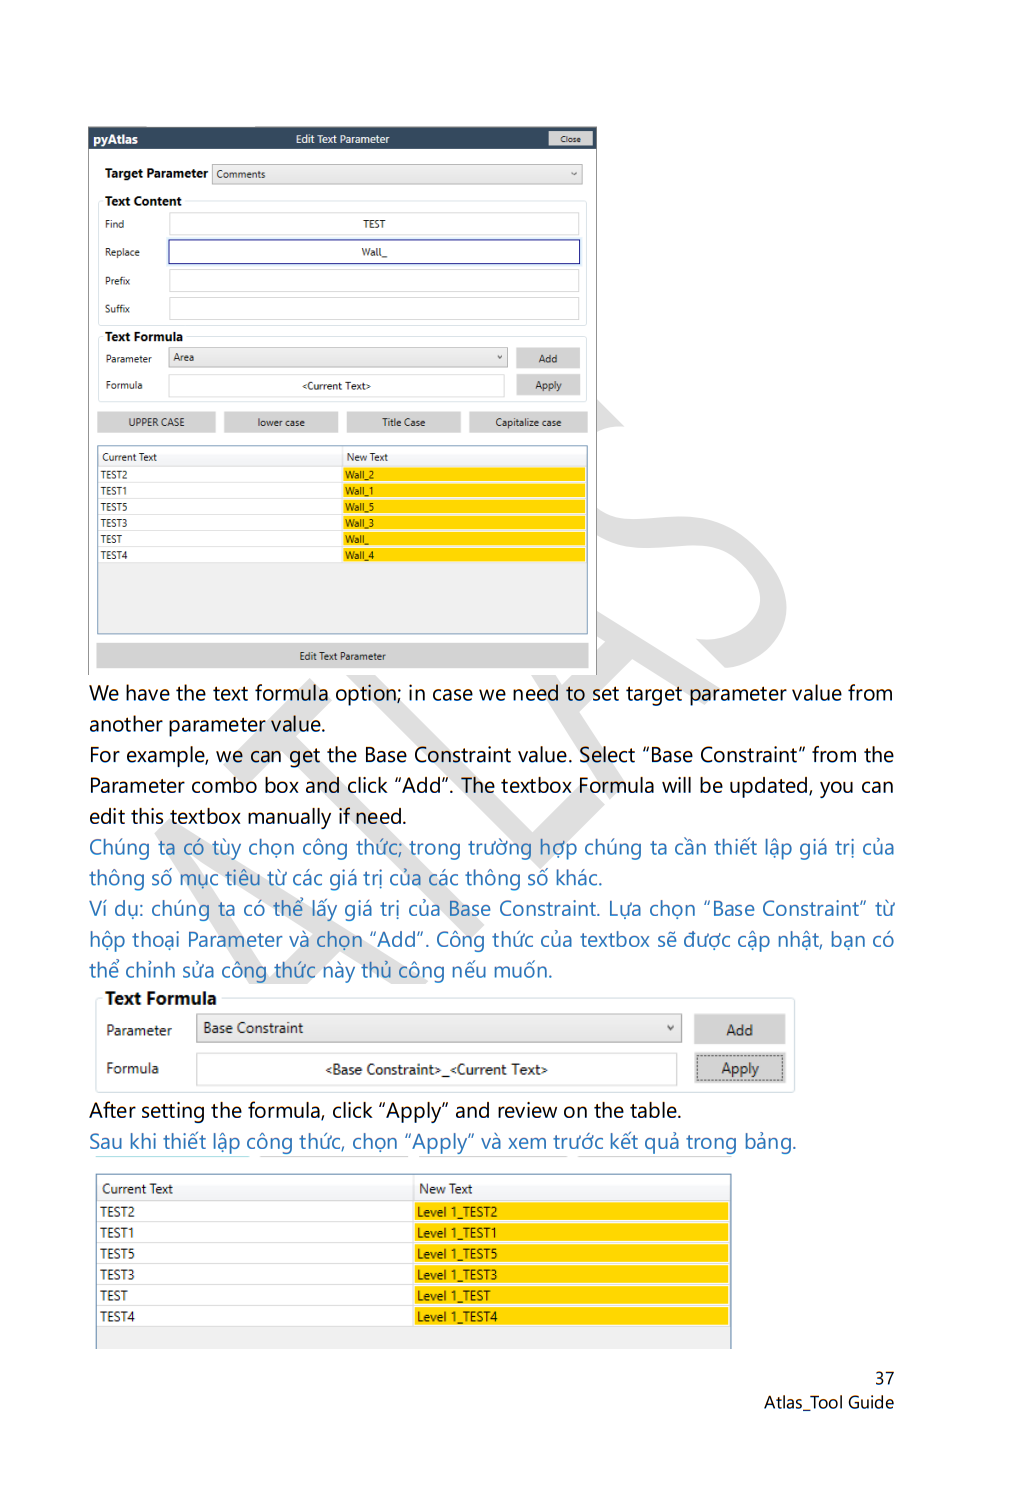 pyAtlas Edit Text Parameter Close
Target Parameter Comments
Text Content
Find TEST
Replace Wall_
Prefix
Suffix
Text Formula
Parameter Area Add
Formula <Current Text> Apply
UPPER CASE lower case Title Case Capitalize case
Current Text New Text
TEST2 Wall_2
TEST1 Wall_1
TEST5 Wall_5
TEST3 Wall_3
TEST Wall_
TEST4 Wall_4
Edit Text Parameter
ATLAS
We have the text formula option; in case we need to set target parameter value from
another parameter value.
For example, we can get the Base Constraint value. Select “Base Constraint” from the
Parameter combo box and click “Add”. The textbox Formula will be updated, you can
edit this textbox manually if need.
Chúng ta có tùy chọn công thức; trong trường hợp chúng ta cần thiết lập giá trị của
thông số mục tiêu từ các giá trị của các thông số khác.
Ví dụ: chúng ta có thể lấy giá trị của Base Constraint. Lựa chọn “Base Constraint” từ
hộp thoại Parameter và chọn “Add”. Công thức của textbox sẽ được cập nhật, bạn có
thể chỉnh sửa công thức này thủ công nếu muốn.
Text Formula
Parameter Base Constraint Add
Formula <Base Constraint>_<Current Text> Apply
After setting the formula, click “Apply” and review on the table.
Sau khi thiết lập công thức, chọn “Apply” và xem trước kết quả trong bảng.
Current Text New Text
TEST2 Level 1_TEST2
TEST1 Level 1_TEST1
TEST5 Level 1_TEST5
TEST3 Level 1_TEST3
TEST Level 1_TEST
TEST4 Level 1_TEST4
37
Atlas_Tool Guide